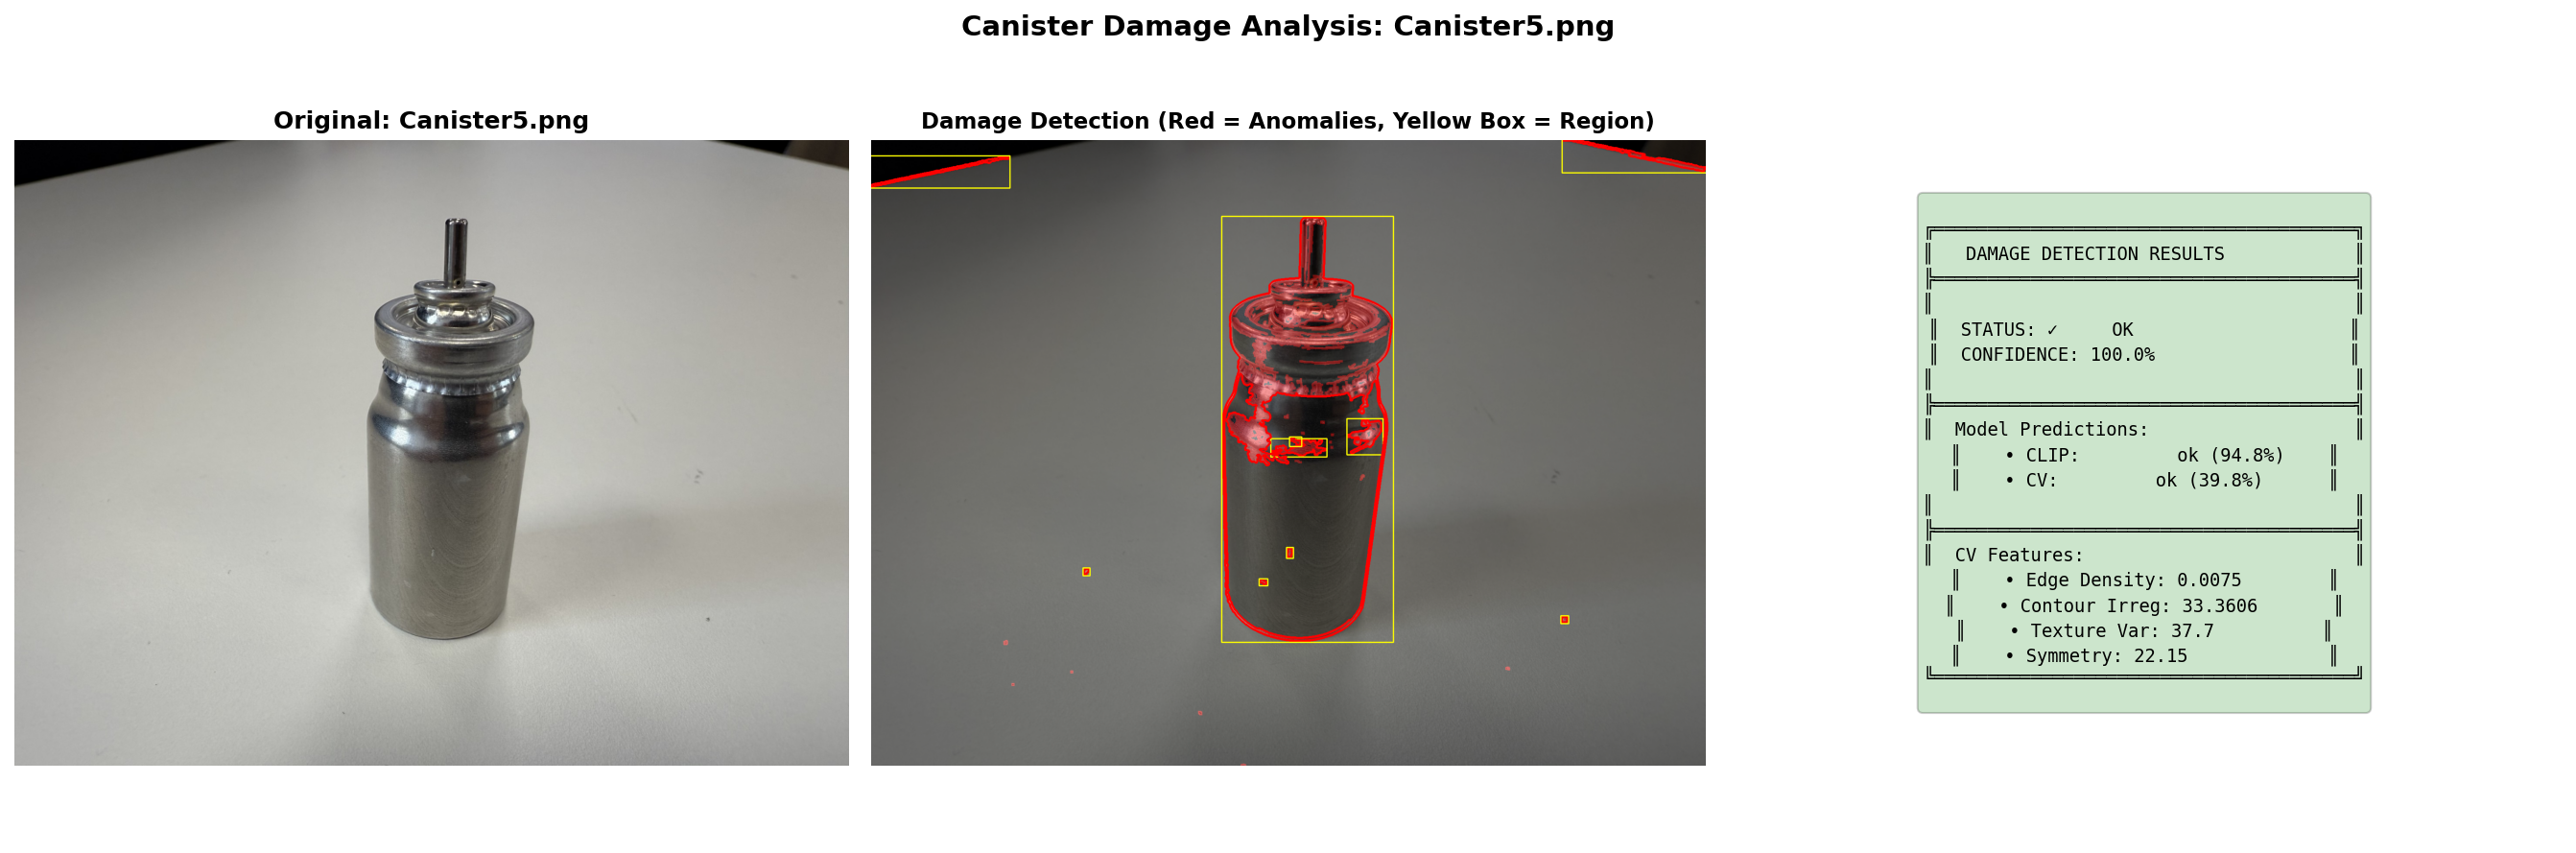 Canister Damage Analysis: Canister5.png
Original: Canister5.png
Damage Detection (Red = Anomalies, Yellow Box = Region)
DAMAGE DETECTION RESULTS
STATUS: ✓ OK
CONFIDENCE: 100.0%
Model Predictions:
• CLIP: ok (94.8%)
• CV: ok (39.8%)
CV Features:
• Edge Density: 0.0075
• Contour Irreg: 33.3606
• Texture Var: 37.7
• Symmetry: 22.15